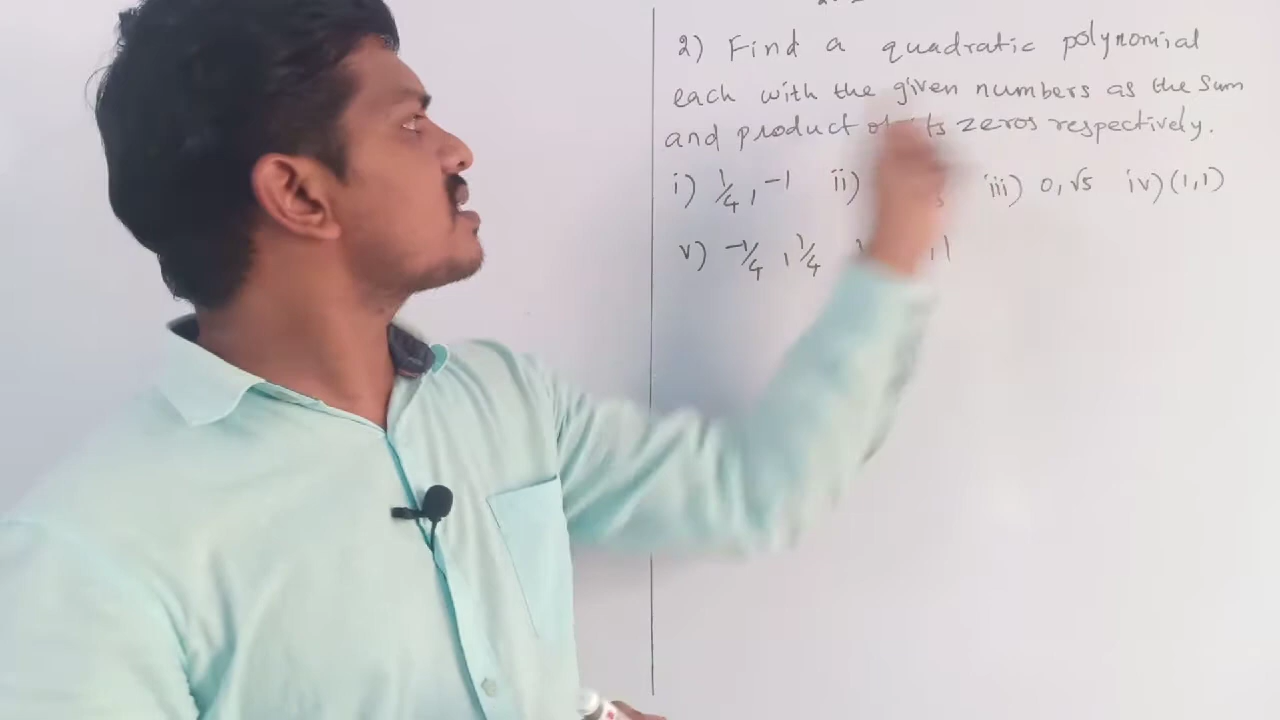 2) Find a quadratic polynomial
each with the given numbers as the Sum
and product of its zeros respectively.
i) 1/4, -1 ii) iii) 0, √5 iv) (1,1)
v) -1/4, 1/4 , 1